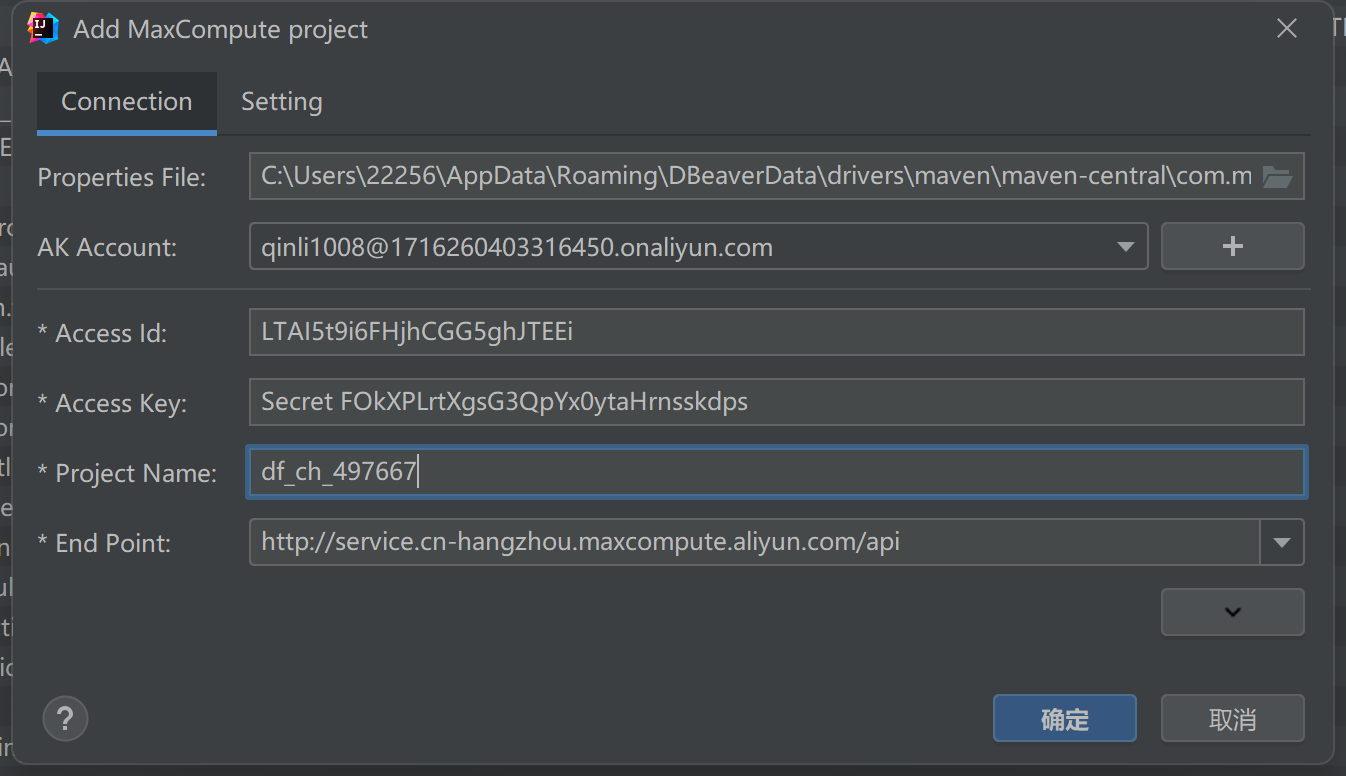 Add MaxCompute project
Connection Setting
Properties File: C:\Users\22256\AppData\Roaming\DBeaverData\drivers\maven\maven-central\com.m
AK Account: qinli1008@1716260403316450.onaliyun.com +
* Access Id: LTAI5t9i6FHjhCGG5ghJTEEi
* Access Key: Secret FOkXPLrtXgsG3QpYx0ytaHrnsskdps
* Project Name: df_ch_497667
* End Point: http://service.cn-hangzhou.maxcompute.aliyun.com/api
? 确定 取消